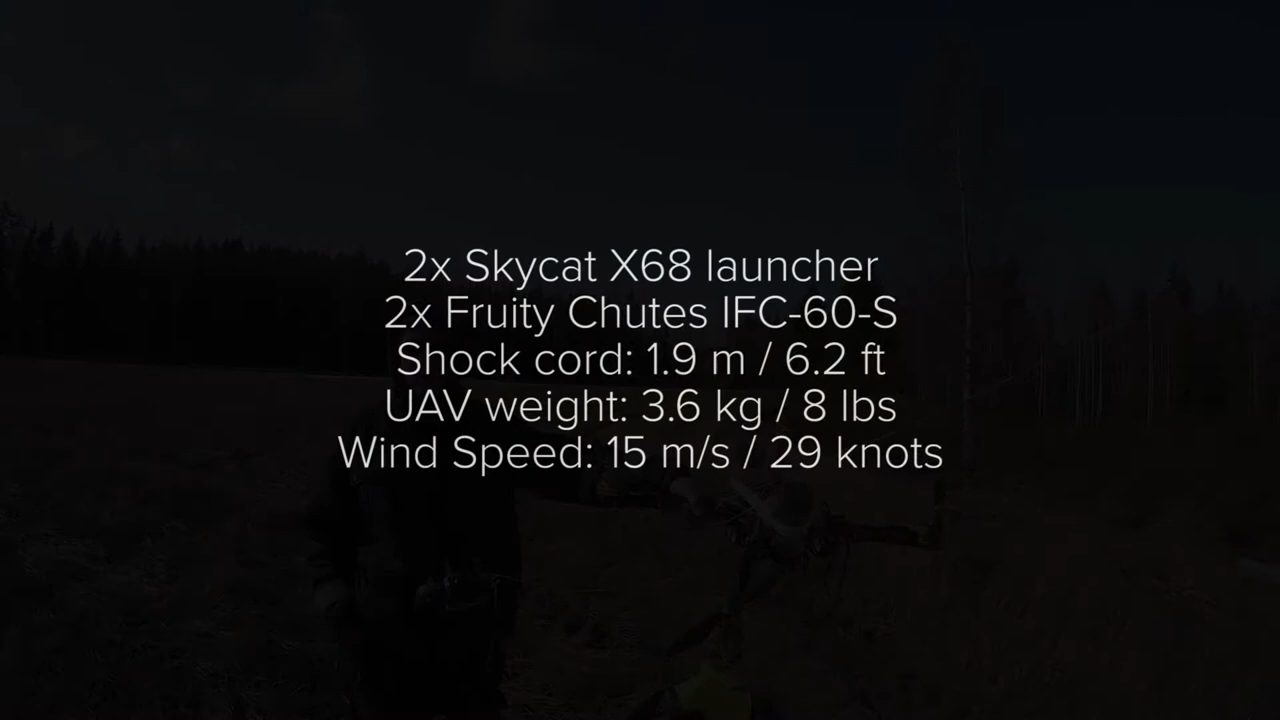 2x Skycat X68 launcher
2x Fruity Chutes IFC-60-S
Shock cord: 1.9 m / 6.2 ft
UAV weight: 3.6 kg / 8 lbs
Wind Speed: 15 m/s / 29 knots